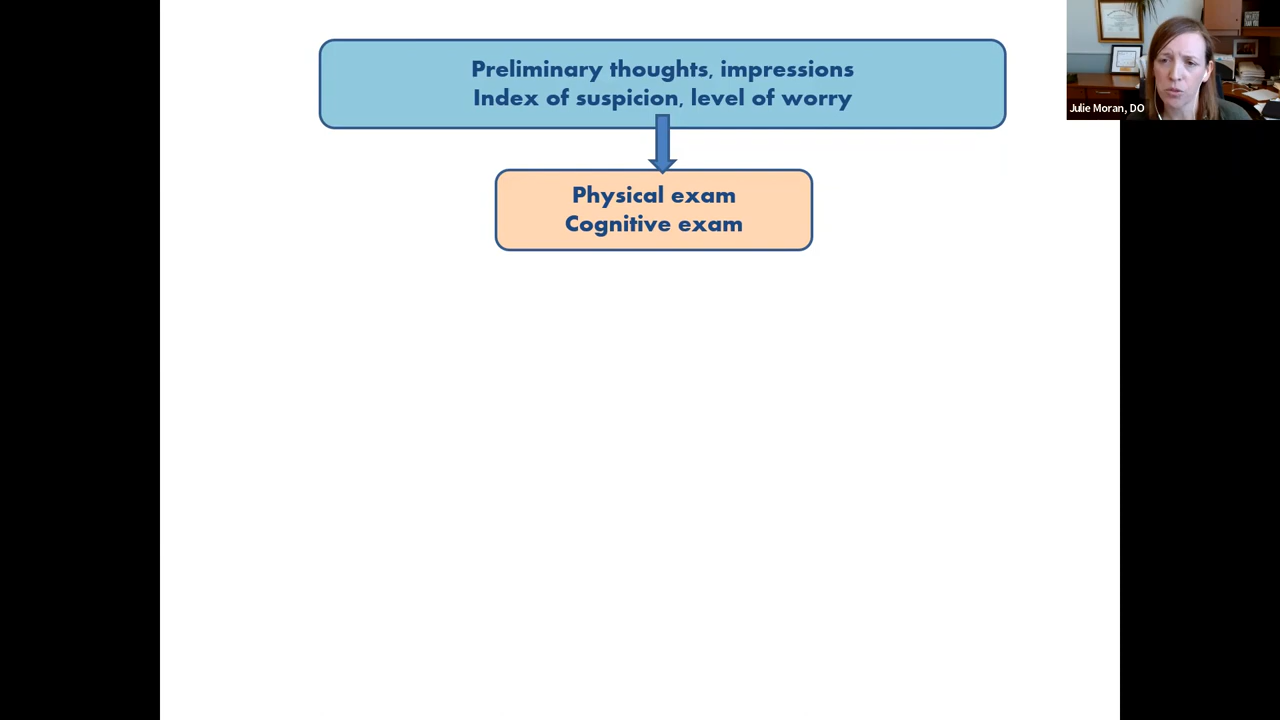 Preliminary thoughts, impressions
Index of suspicion, level of worry
Physical exam
Cognitive exam
Julie Moran, DO